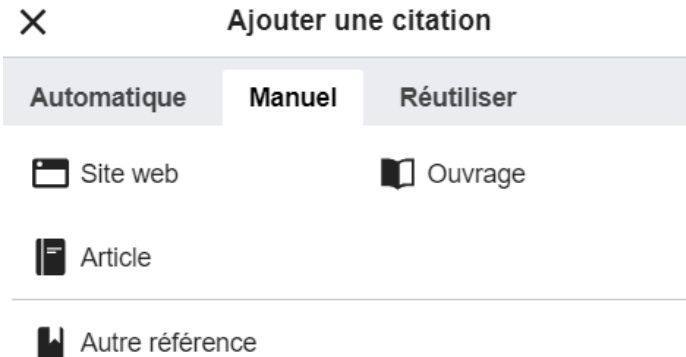 Ajouter une citation
Automatique Manuel Réutiliser
Site web Ouvrage
Article
Autre référence